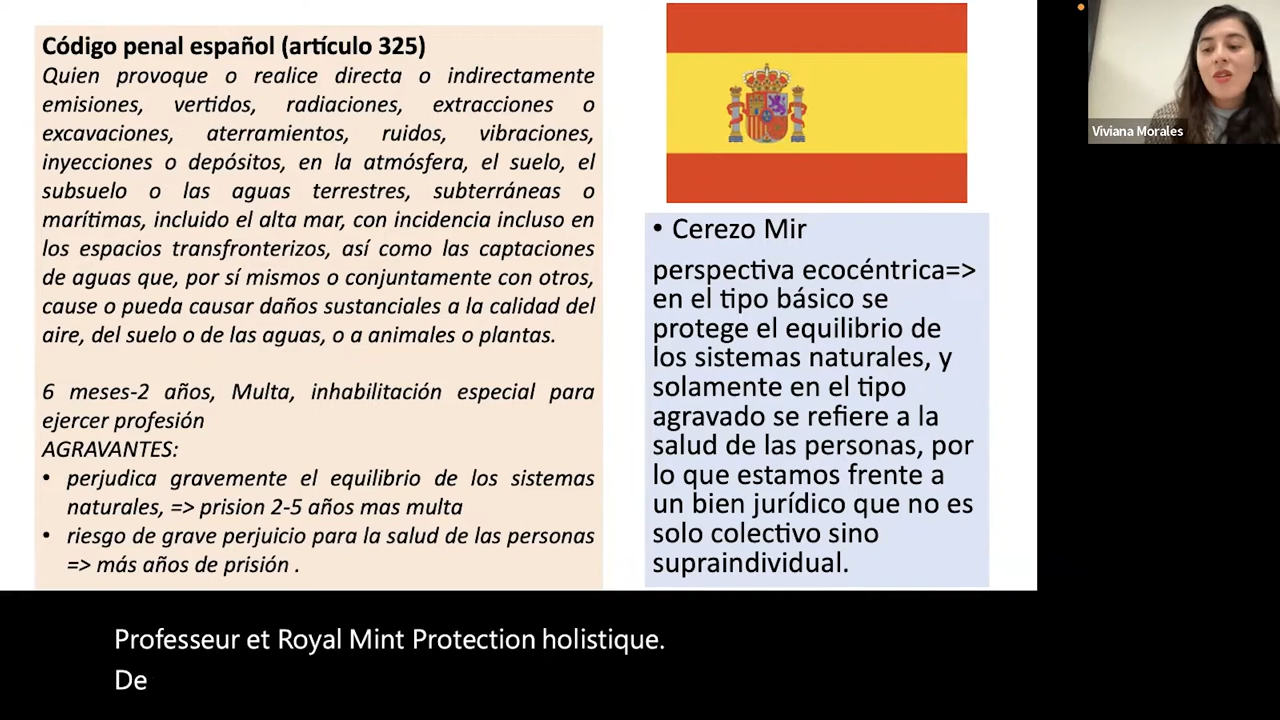 Código penal español (artículo 325)
Quien provoque o realice directa o indirectamente
emisiones, vertidos, radiaciones, extracciones o
excavaciones, aterramientos, ruidos, vibraciones,
inyecciones o depósitos, en la atmósfera, el suelo, el
subsuelo o las aguas terrestres, subterráneas o
marítimas, incluido el alta mar, con incidencia incluso en
los espacios transfronterizos, así como las captaciones
de aguas que, por sí mismos o conjuntamente con otros,
cause o pueda causar daños sustanciales a la calidad del
aire, del suelo o de las aguas, o a animales o plantas.
6 meses-2 años, Multa, inhabilitación especial para
ejercer profesión
AGRAVANTES:
• perjudica gravemente el equilibrio de los sistemas
naturales, => prision 2-5 años mas multa
• riesgo de grave perjuicio para la salud de las personas
=> más años de prisión .
• Cerezo Mir
perspectiva ecocéntrica=>
en el tipo básico se
protege el equilibrio de
los sistemas naturales, y
solamente en el tipo
agravado se refiere a la
salud de las personas, por
lo que estamos frente a
un bien jurídico que no es
solo colectivo sino
supraindividual.
Viviana Morales
Professeur et Royal Mint Protection holistique.
De